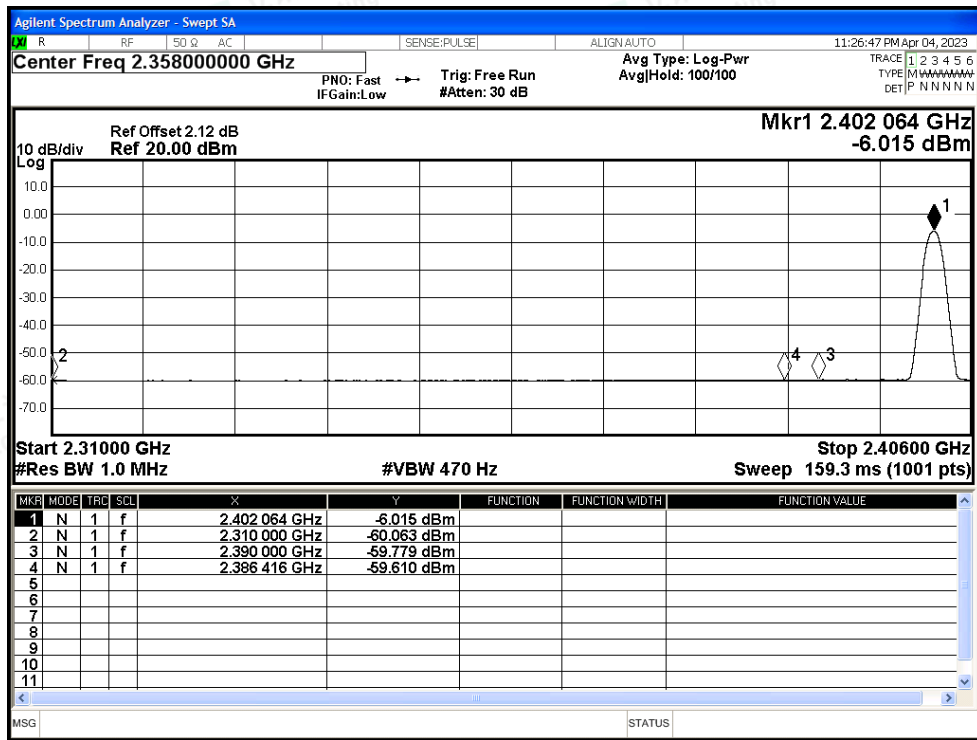 Agilent Spectrum Analyzer - Swept SA
LXI R RF 50 Ω AC SENSE:PULSE ALIGN AUTO 11:26:47 PM Apr 04, 2023
Center Freq 2.358000000 GHz
PNO: Fast
IFGain:Low
Trig: Free Run
#Atten: 30 dB
Avg Type: Log-Pwr
Avg|Hold: 100/100
TRACE 1 2 3 4 5 6
TYPE M
DET P N N N N N
Mkr1 2.402 064 GHz
-6.015 dBm
Ref Offset 2.12 dB
10 dB/div Ref 20.00 dBm
Log
10.0
0.00
-10.0
-20.0
-30.0
-40.0
-50.0
-60.0
-70.0
1
2
4
3
Start 2.31000 GHz Stop 2.40600 GHz
#Res BW 1.0 MHz #VBW 470 Hz Sweep 159.3 ms (1001 pts)
MKR MODE TRC SCL X Y FUNCTION FUNCTION WIDTH FUNCTION VALUE
1 N 1 f 2.402 064 GHz -6.015 dBm
2 N 1 f 2.310 000 GHz -60.063 dBm
3 N 1 f 2.390 000 GHz -59.779 dBm
4 N 1 f 2.386 416 GHz -59.610 dBm
5
6
7
8
9
10
11
MSG STATUS